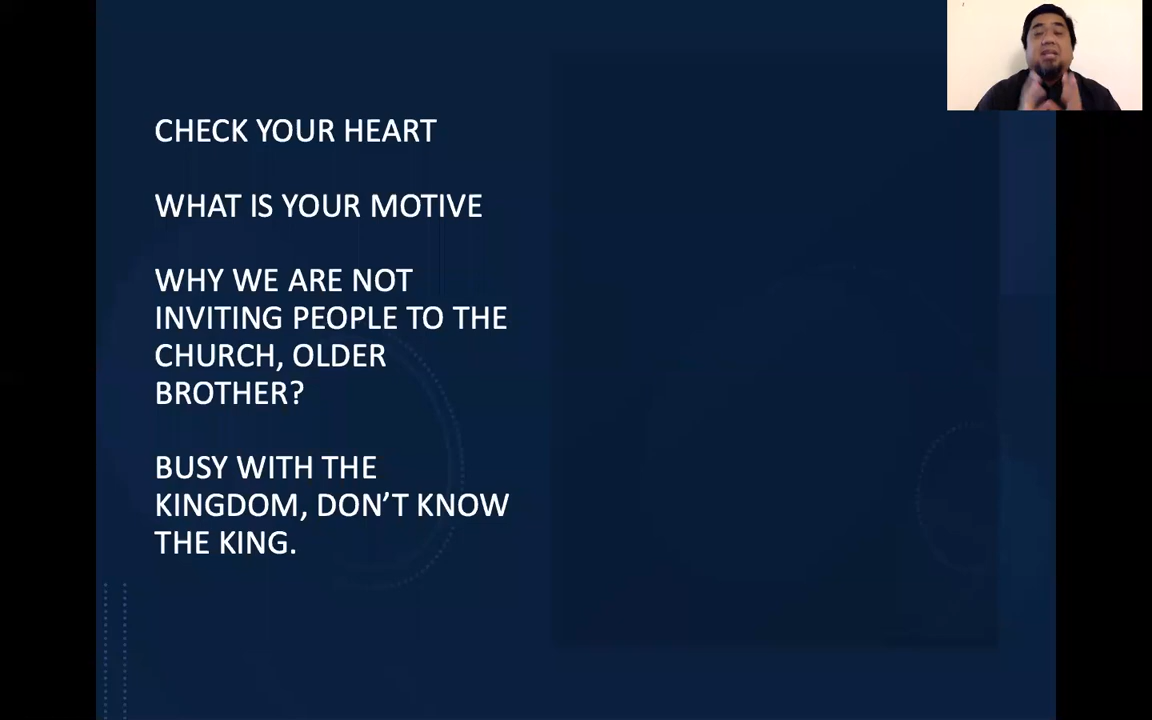 CHECK YOUR HEART
WHAT IS YOUR MOTIVE
WHY WE ARE NOT
INVITING PEOPLE TO THE
CHURCH, OLDER
BROTHER?
BUSY WITH THE
KINGDOM, DON’T KNOW
THE KING.